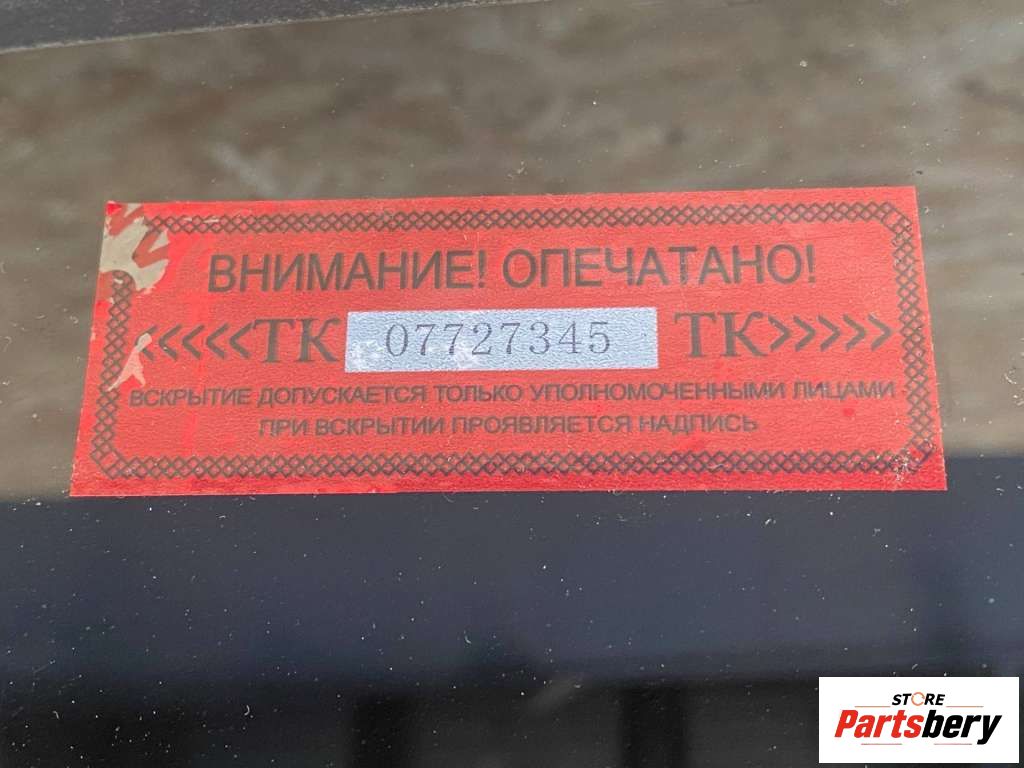 ВНИМАНИЕ! ОПЕЧАТАНО!
<<<<<ТК 07727345 ТК>>>>>
ВСКРЫТИЕ ДОПУСКАЕТСЯ ТОЛЬКО УПОЛНОМОЧЕННЫМИ ЛИЦАМИ
ПРИ ВСКРЫТИИ ПРОЯВЛЯЕТСЯ НАДПИСЬ
STORE
Partsbery